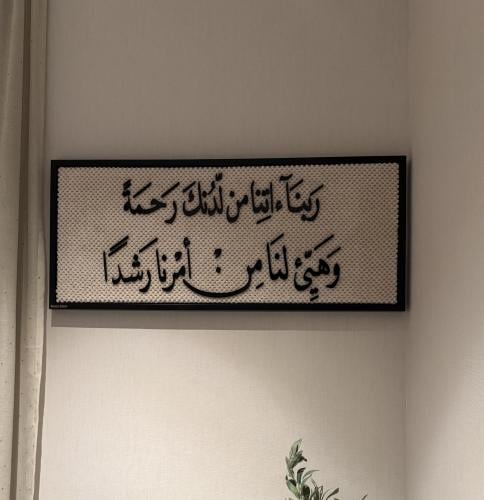 رَبَّنَآ ءَاتِنَا مِن لَّدُنكَ رَحْمَةً
وَهَيِّئْ لَنَا مِنْ أَمْرِنَا رَشَدًا